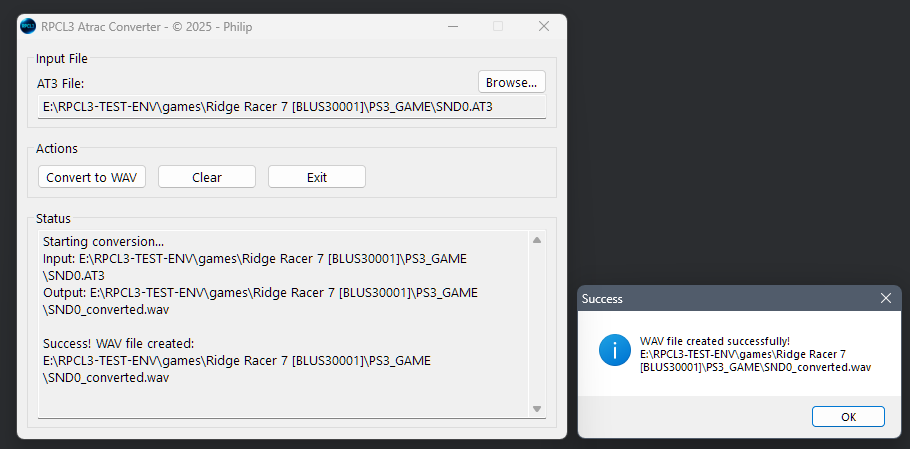 RPCL3 Atrac Converter - © 2025 - Philip
Input File
AT3 File:
Browse...
E:\RPCL3-TEST-ENV\games\Ridge Racer 7 [BLUS30001]\PS3_GAME\SND0.AT3
Actions
Convert to WAV
Clear
Exit
Status
Starting conversion...
Input: E:\RPCL3-TEST-ENV\games\Ridge Racer 7 [BLUS30001]\PS3_GAME
\SND0.AT3
Output: E:\RPCL3-TEST-ENV\games\Ridge Racer 7 [BLUS30001]\PS3_GAME
\SND0_converted.wav
Success! WAV file created:
E:\RPCL3-TEST-ENV\games\Ridge Racer 7 [BLUS30001]\PS3_GAME
\SND0_converted.wav
Success
WAV file created successfully!
E:\RPCL3-TEST-ENV\games\Ridge Racer 7
[BLUS30001]\PS3_GAME\SND0_converted.wav
OK